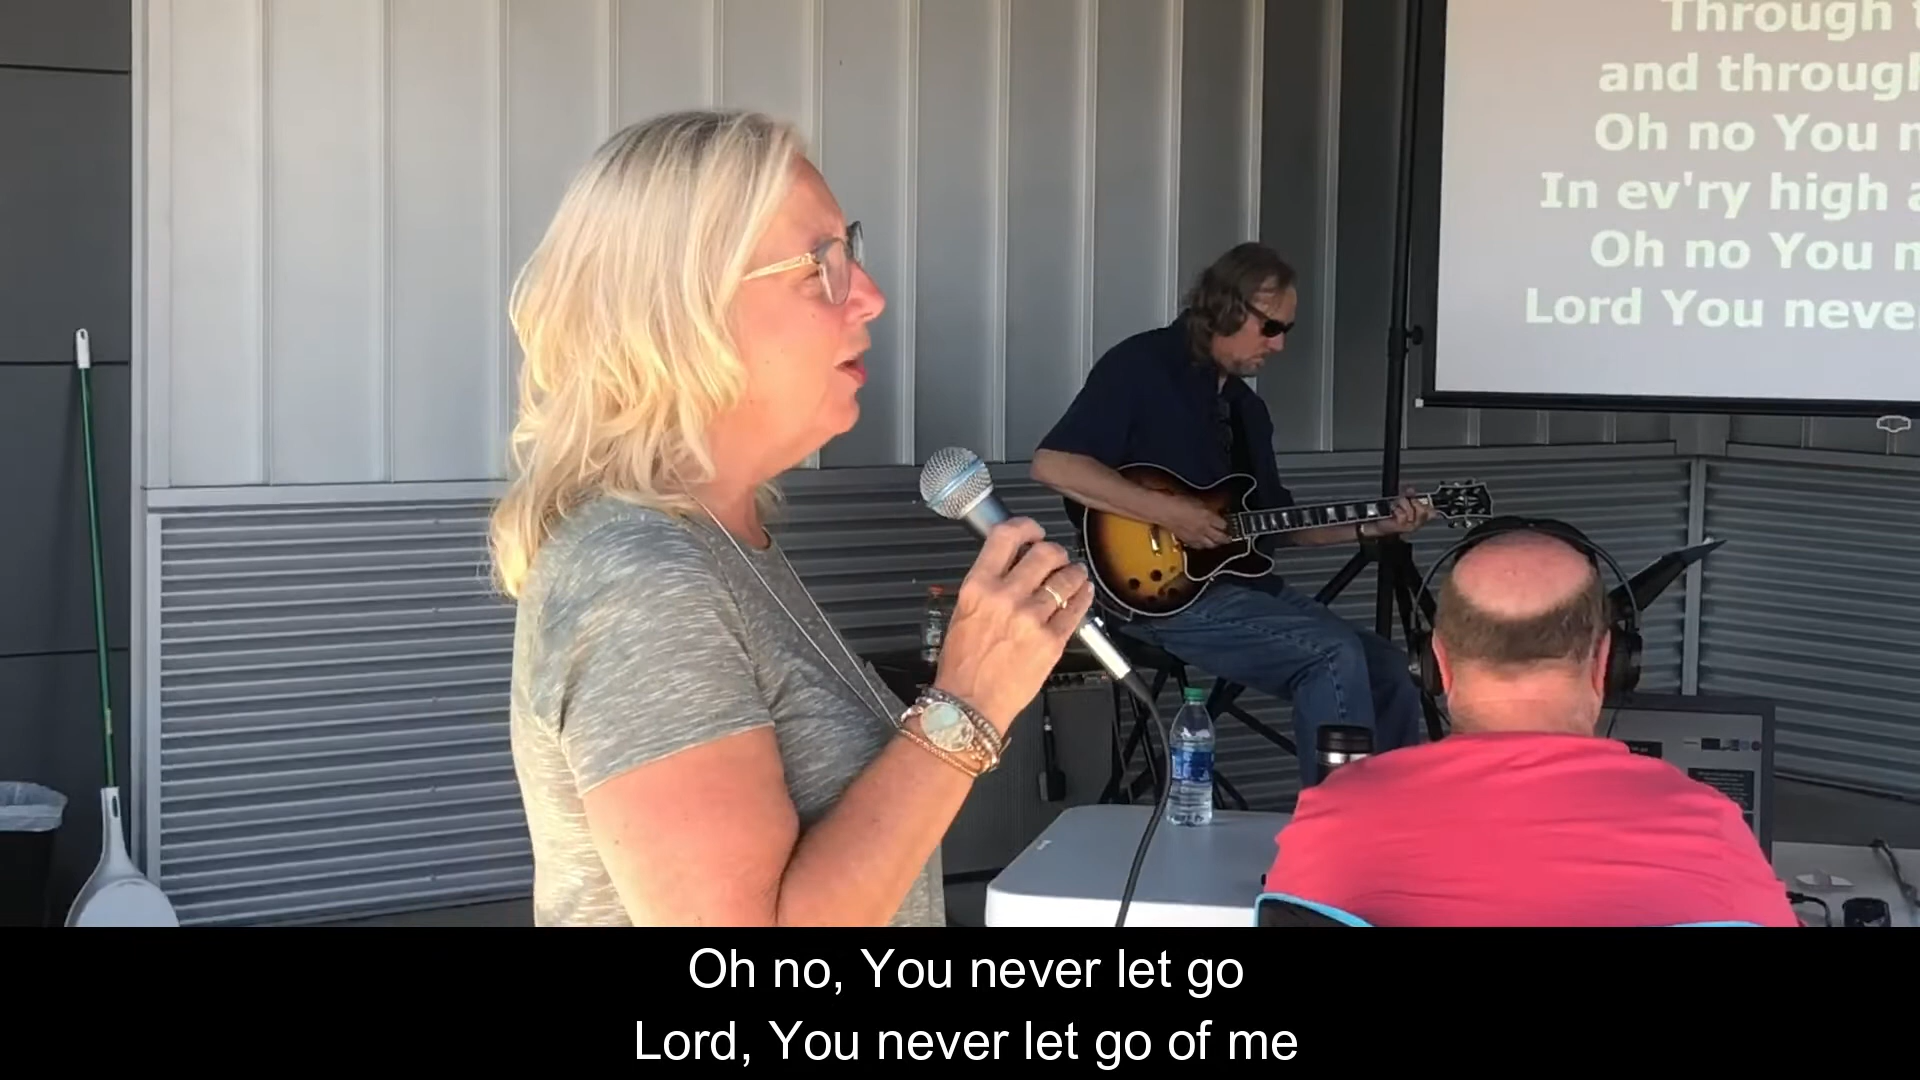 Through
and through
Oh no You
In ev'ry high
Oh no You
Lord You never
Oh no, You never let go
Lord, You never let go of me